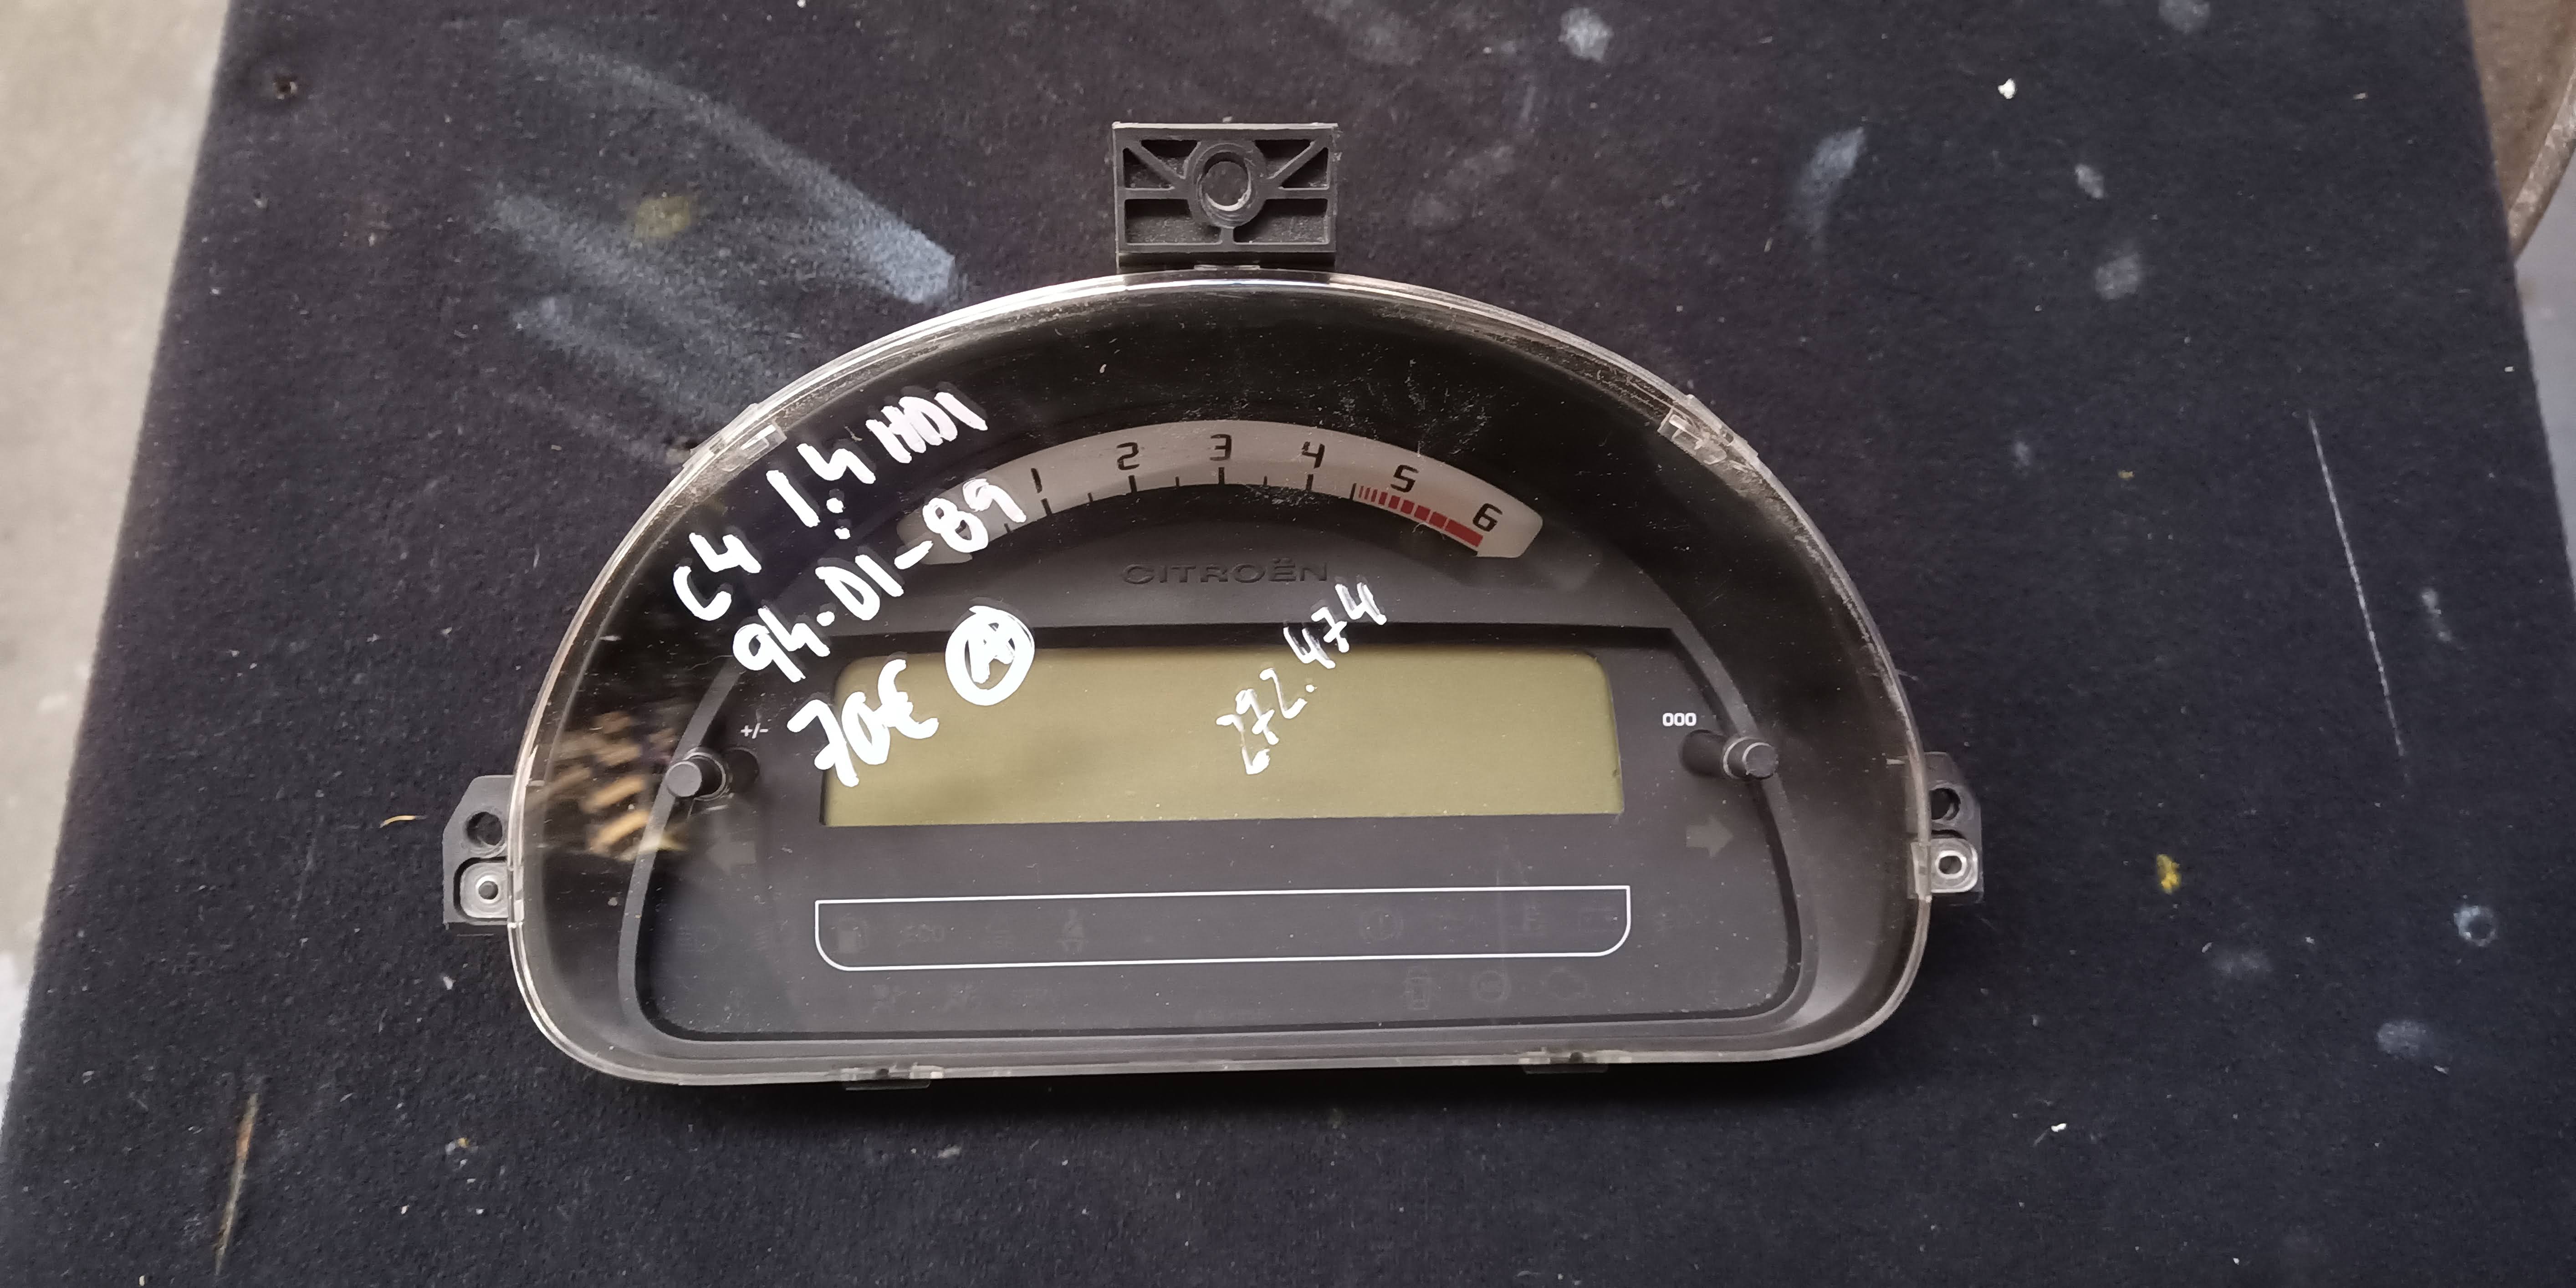 C4 1.4 HDI
94-DI-89
70€
272.474
1 2 3 4 5 6
CITROËN
+/-
000